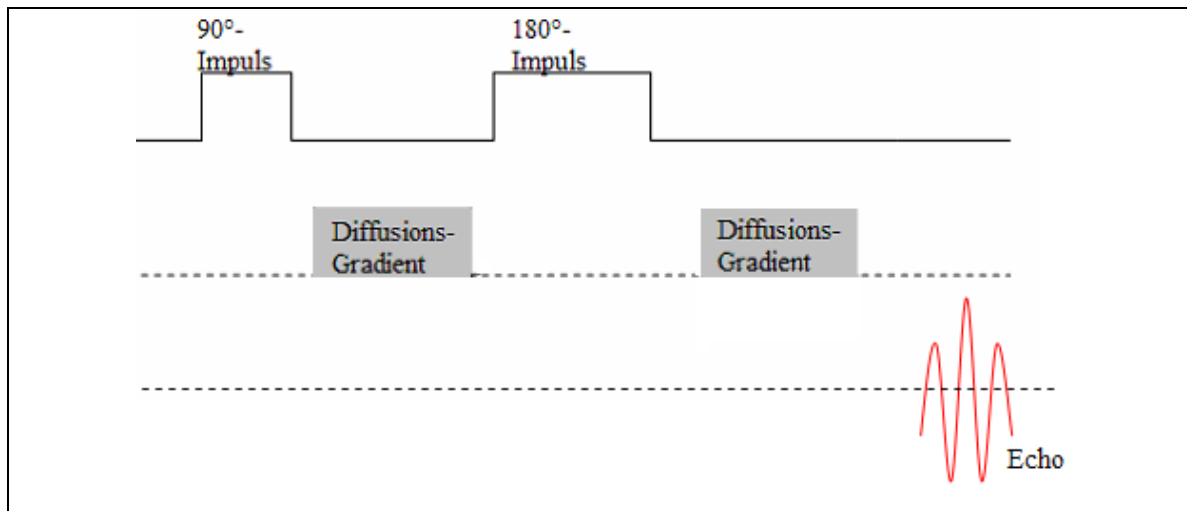 90°-
Impuls
180°-
Impuls
Diffusions-
Gradient
Diffusions-
Gradient
Echo